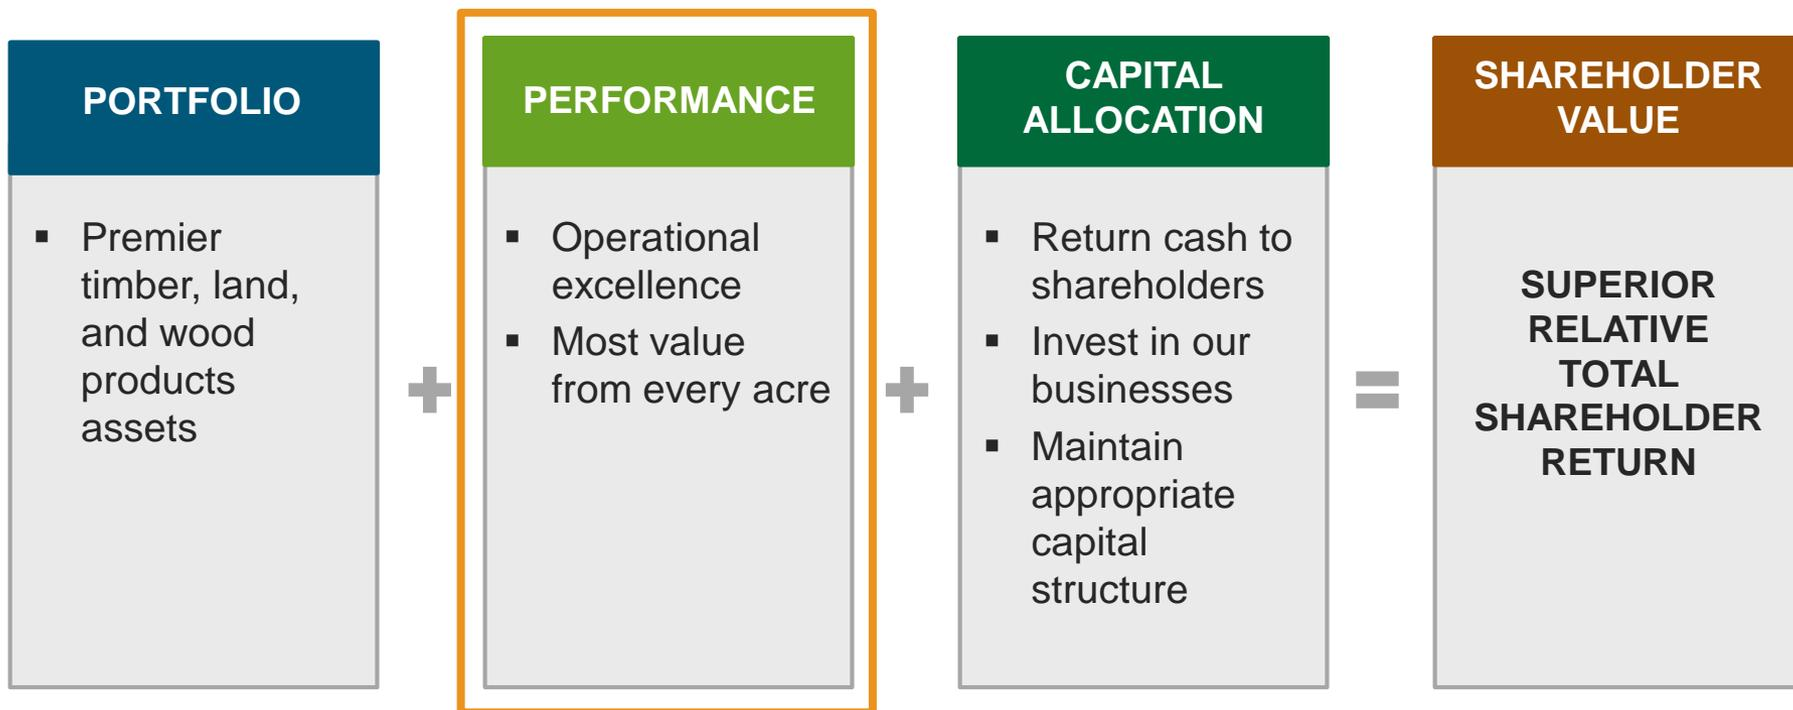 PORTFOLIO
▪ Premier
timber, land,
and wood
products
assets
+
PERFORMANCE
▪ Operational
excellence
▪ Most value
from every acre
+
CAPITAL
ALLOCATION
▪ Return cash to
shareholders
▪ Invest in our
businesses
▪ Maintain
appropriate
capital
structure
=
SHAREHOLDER
VALUE
SUPERIOR
RELATIVE
TOTAL
SHAREHOLDER
RETURN